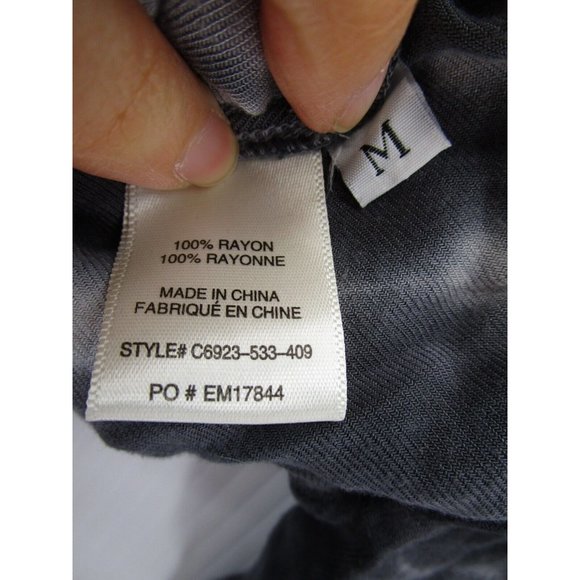 M
100% RAYON
100% RAYONNE
MADE IN CHINA
FABRIQUÉ EN CHINE
STYLE# C6923-533-409
PO # EM17844